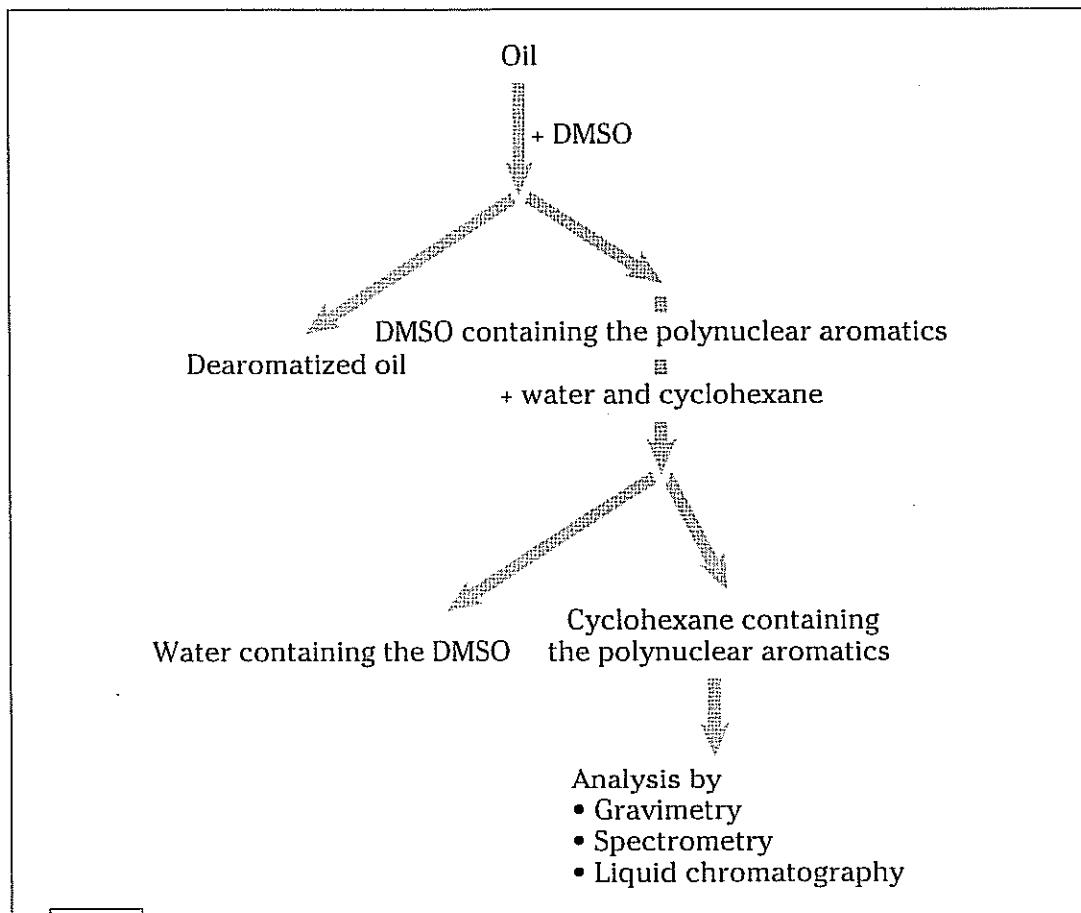 Oil
+ DMSO
DMSO containing the polynuclear aromatics
Dearomatized oil
+ water and cyclohexane
Cyclohexane containing
Water containing the DMSO the polynuclear aromatics
Analysis by
• Gravimetry
• Spectrometry
• Liquid chromatography